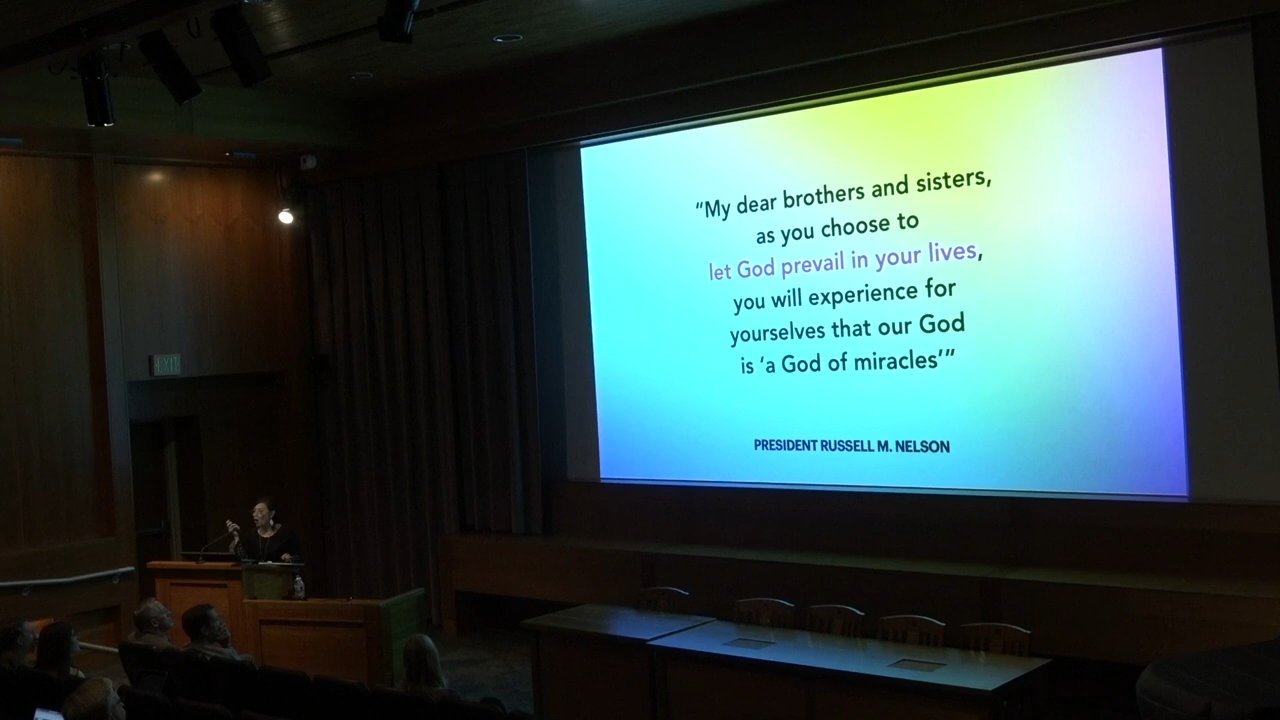 “My dear brothers and sisters,
as you choose to
let God prevail in your lives,
you will experience for
yourselves that our God
is ‘a God of miracles’”
PRESIDENT RUSSELL M. NELSON
EXIT